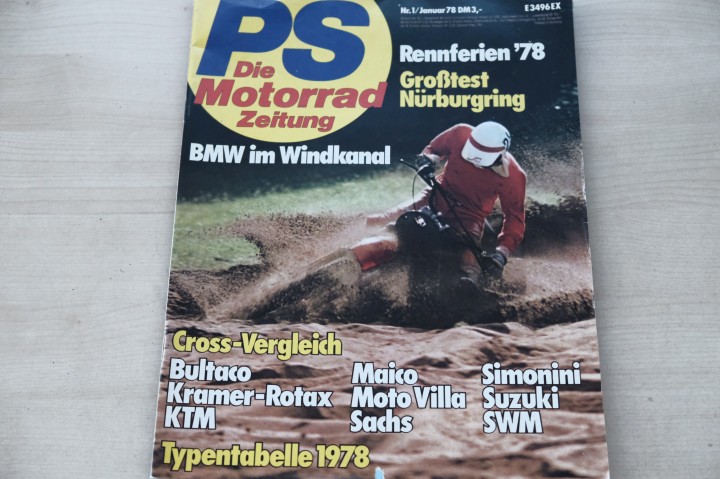 Nr.1/Januar 78 DM 3,-
E 3496 EX
PS
Die
Motorrad
Zeitung
Rennferien '78
Großtest
Nürburgring
BMW im Windkanal
Cross-Vergleich
Bultaco Maico Simonini
Kramer-Rotax Moto Villa Suzuki
KTM Sachs SWM
Typentabelle 1978